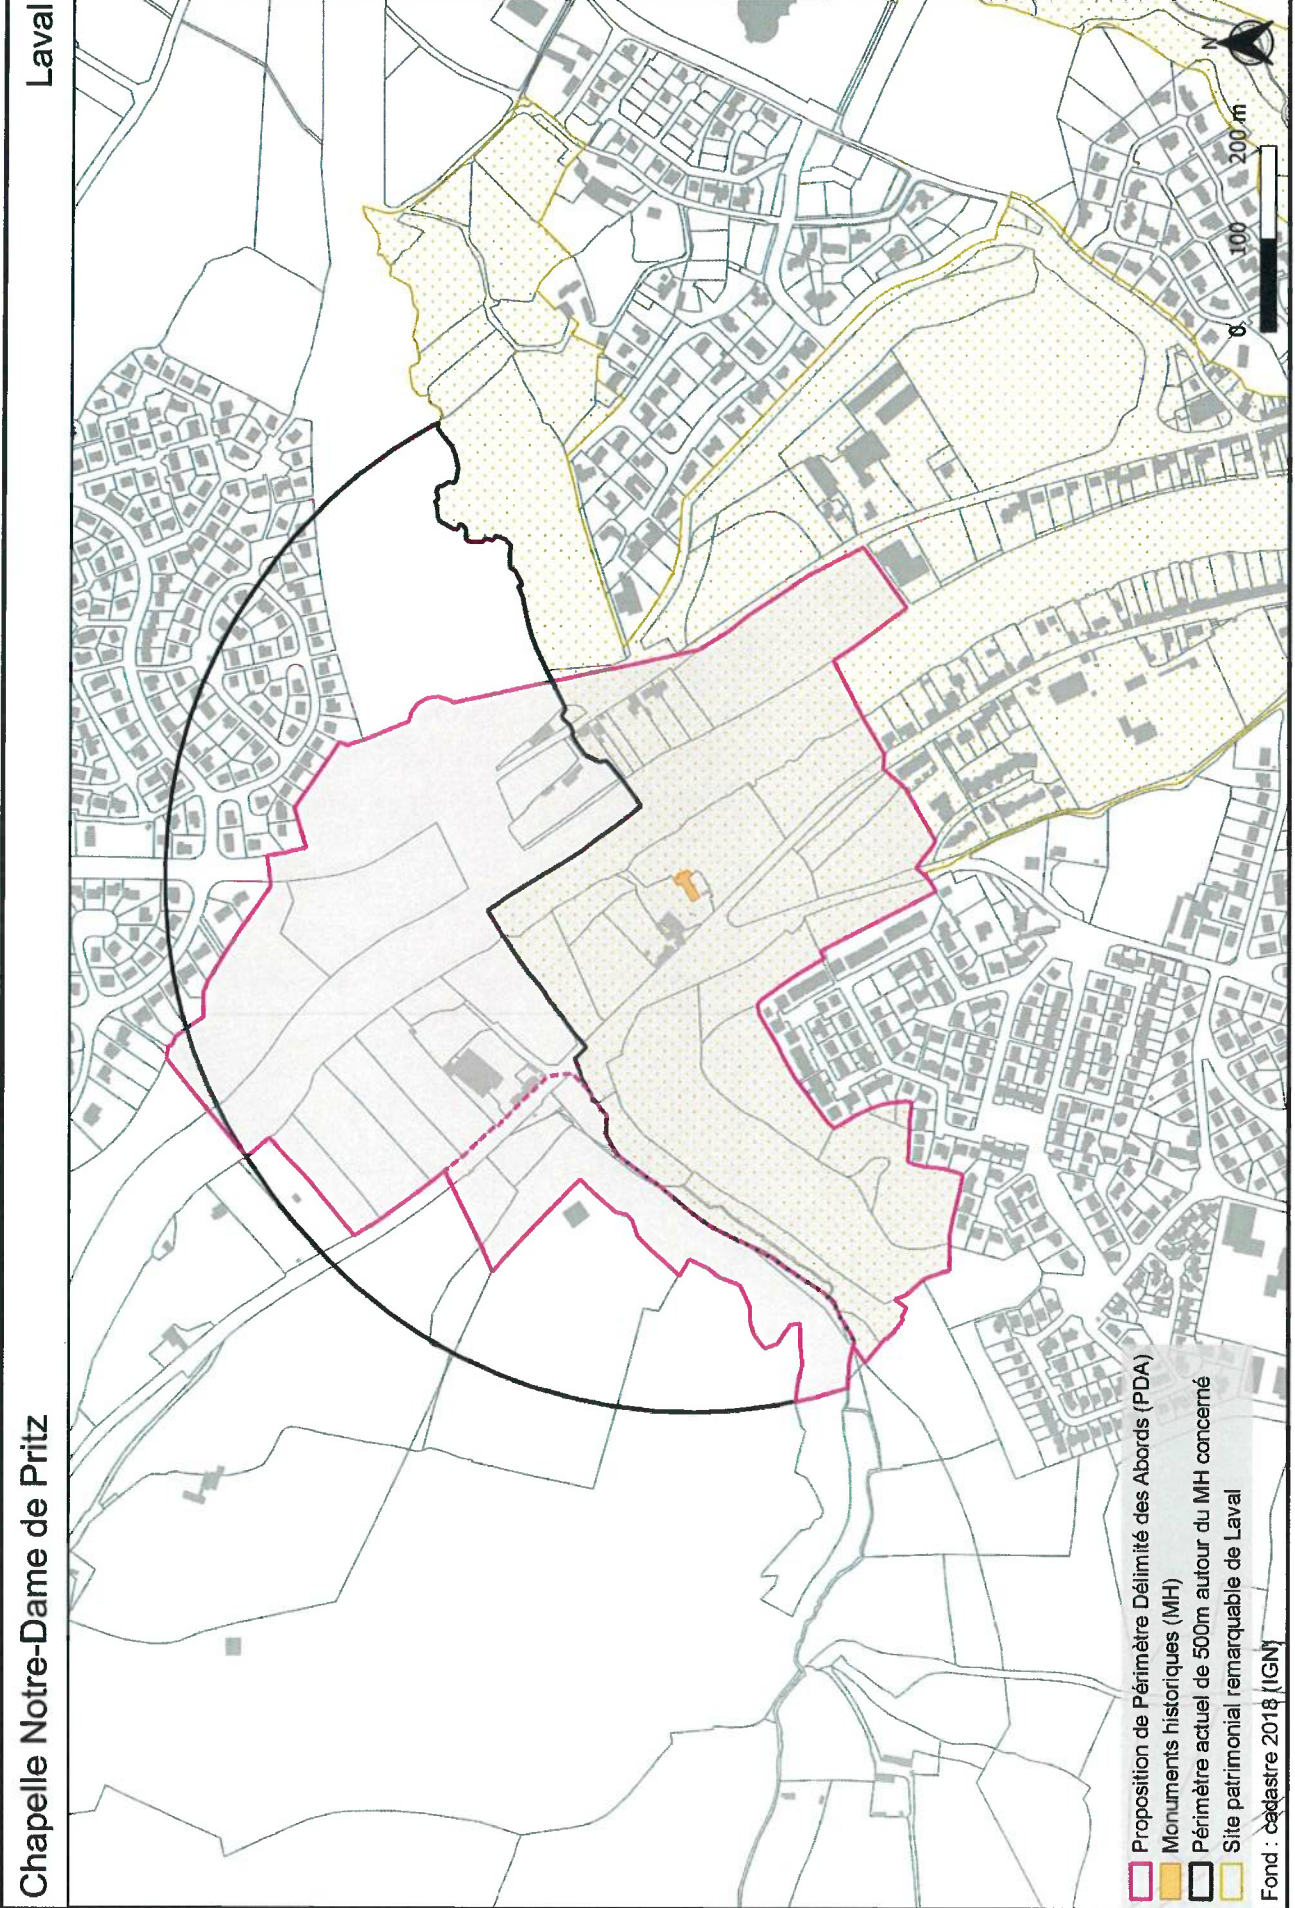 Chapelle Notre-Dame de Pritz
Laval
N
0 100 200 m
Proposition de Périmètre Délimité des Abords (PDA)
Monuments historiques (MH)
Périmètre actuel de 500m autour du MH concerné
Site patrimonial remarquable de Laval
Fond : cadastre 2018 (IGN)